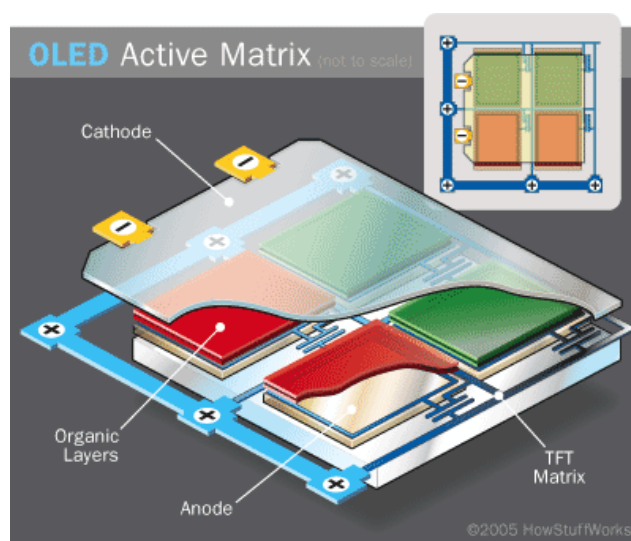 OLED Active Matrix (not to scale)
Cathode
Organic
Layers
Anode
TFT
Matrix
©2005 HowStuffWorks